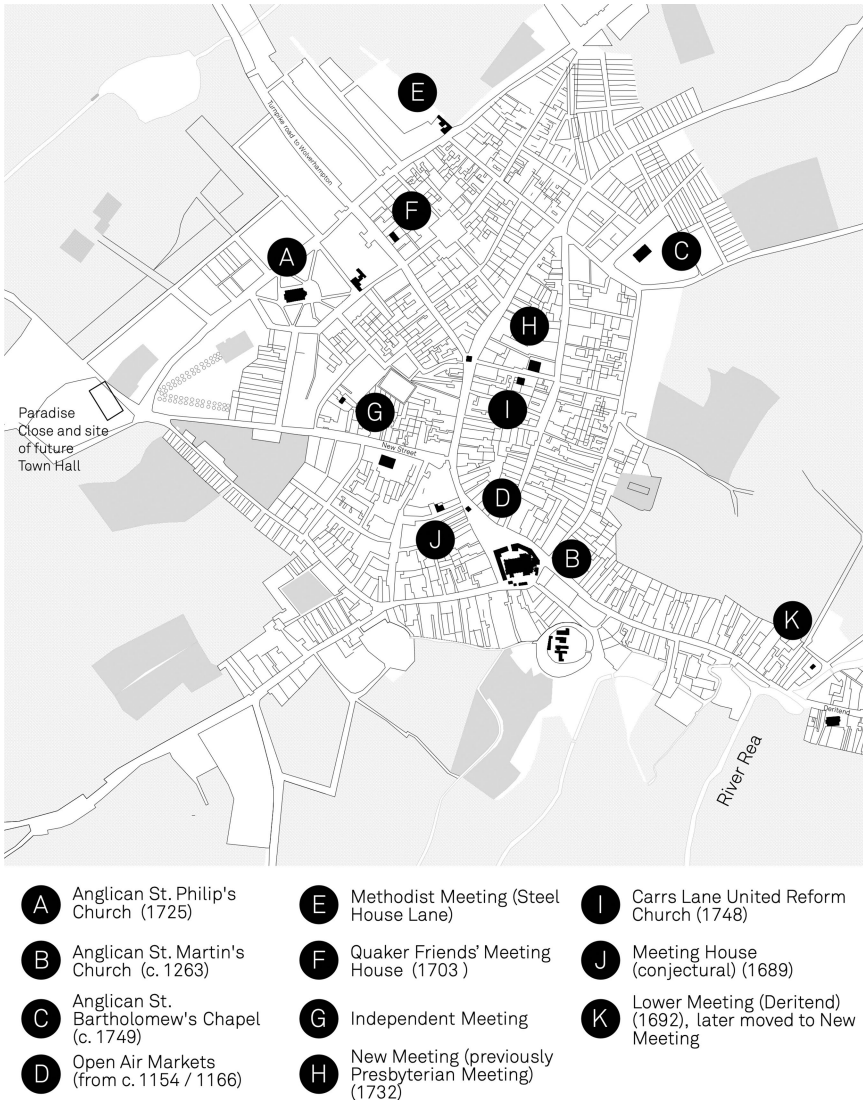 E
Turnpike road to Wolverhampton
F
A
C
H
G
I
Paradise
Close and site
of future
Town Hall
New Street
D
J
B
K
Deritend
River Rea
A
Anglican St. Philip's
Church (1725)
B
Anglican St. Martin's
Church (c. 1263)
C
Anglican St.
Bartholomew's Chapel
(c. 1749)
D
Open Air Markets
(from c. 1154 / 1166)
E
Methodist Meeting (Steel
House Lane)
F
Quaker Friends' Meeting
House (1703 )
G
Independent Meeting
H
New Meeting (previously
Presbyterian Meeting)
(1732)
I
Carrs Lane United Reform
Church (1748)
J
Meeting House
(conjectural) (1689)
K
Lower Meeting (Deritend)
(1692), later moved to New
Meeting